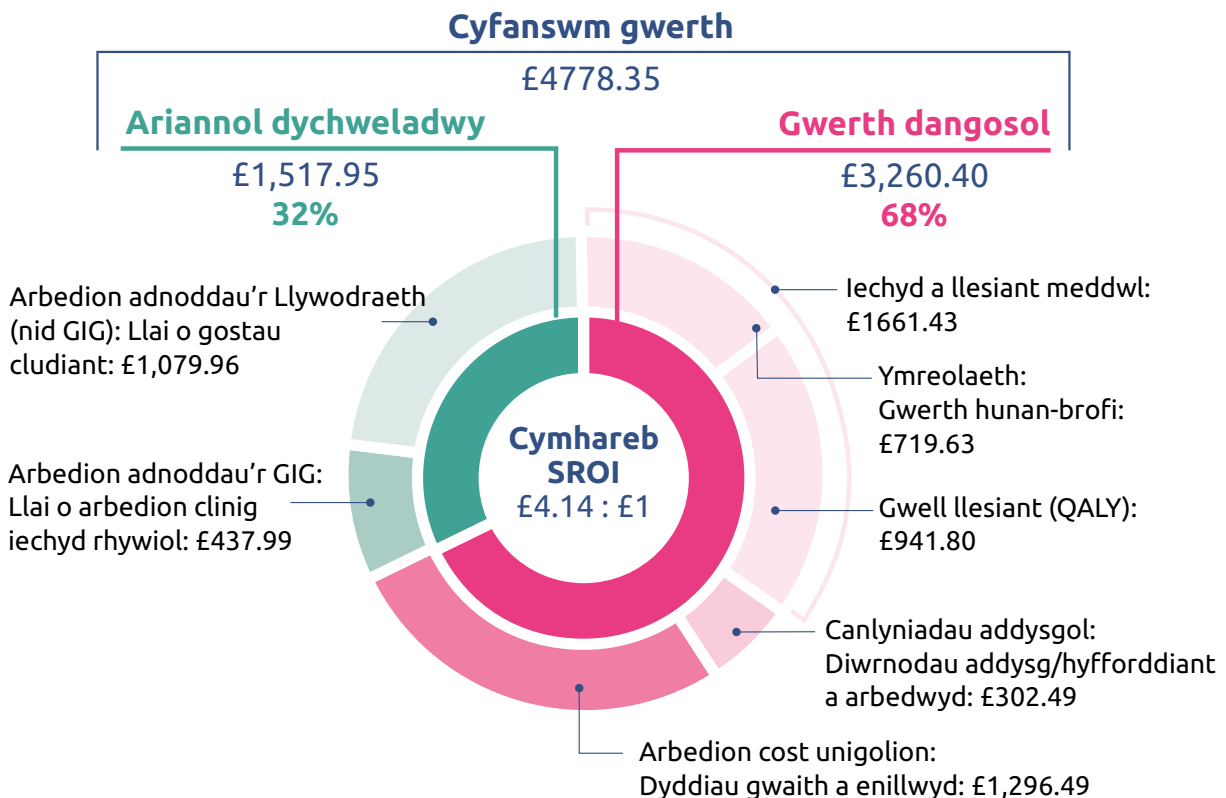 Cyfanswm gwerth
£4778.35
Ariannol dychweladwy
£1,517.95
32%
Gwerth dangosol
£3,260.40
68%
Arbedion adnoddau'r Llywodraeth
(nid GIG): Llai o gostau
cludiant: £1,079.96
Arbedion adnoddau'r GIG:
Llai o arbedion clinig
iechyd rhywiol: £437.99
Cymhareb
SROI
£4.14 : £1
Iechyd a llesiant meddwl:
£1661.43
Ymreolaeth:
Gwerth hunan-brofi:
£719.63
Gwell llesiant (QALY):
£941.80
Canlyniadau addysgol:
Diwrnodau addysg/hyfforddiant
a arbedwyd: £302.49
Arbedion cost unigolion:
Dyddiau gwaith a enillwyd: £1,296.49